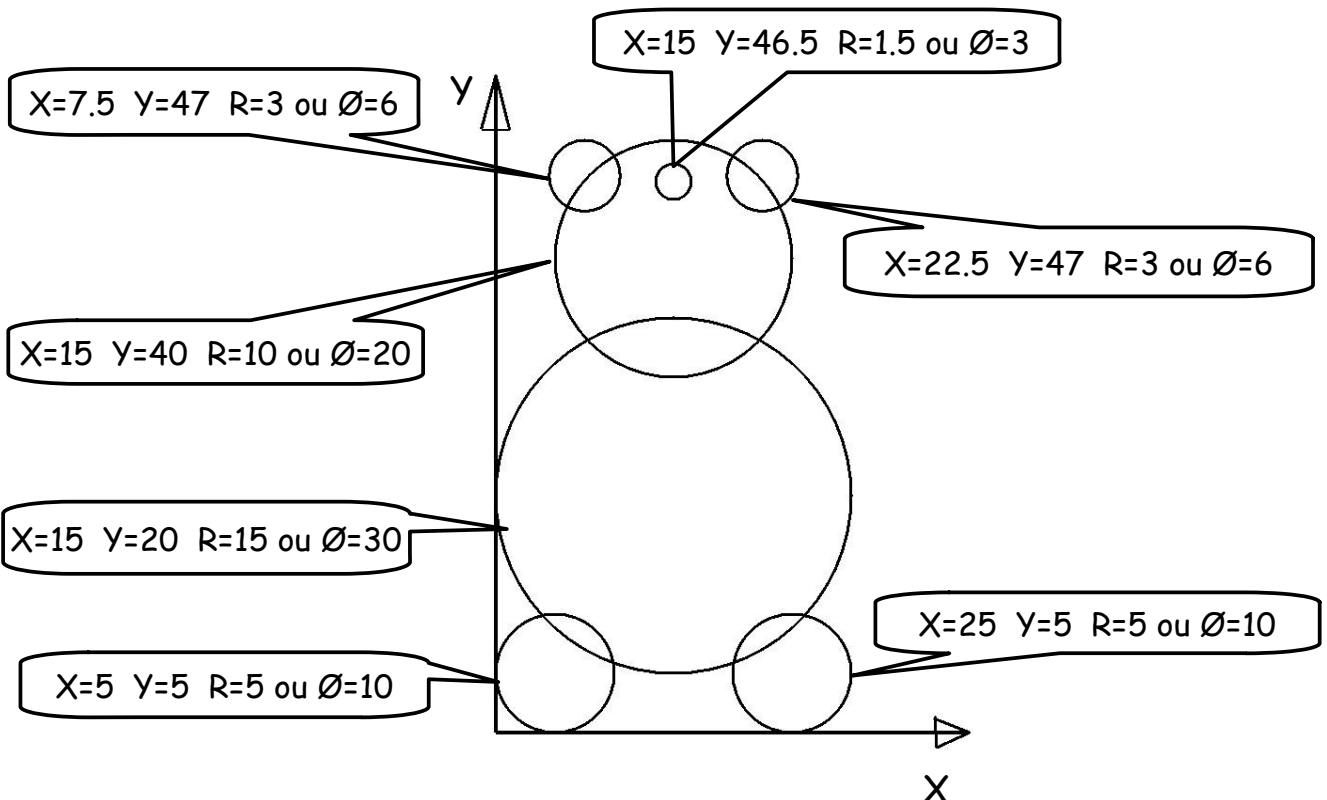 X=15 Y=46.5 R=1.5 ou Ø=3
X=7.5 Y=47 R=3 ou Ø=6
Y
X=22.5 Y=47 R=3 ou Ø=6
X=15 Y=40 R=10 ou Ø=20
X=15 Y=20 R=15 ou Ø=30
X=25 Y=5 R=5 ou Ø=10
X=5 Y=5 R=5 ou Ø=10
X